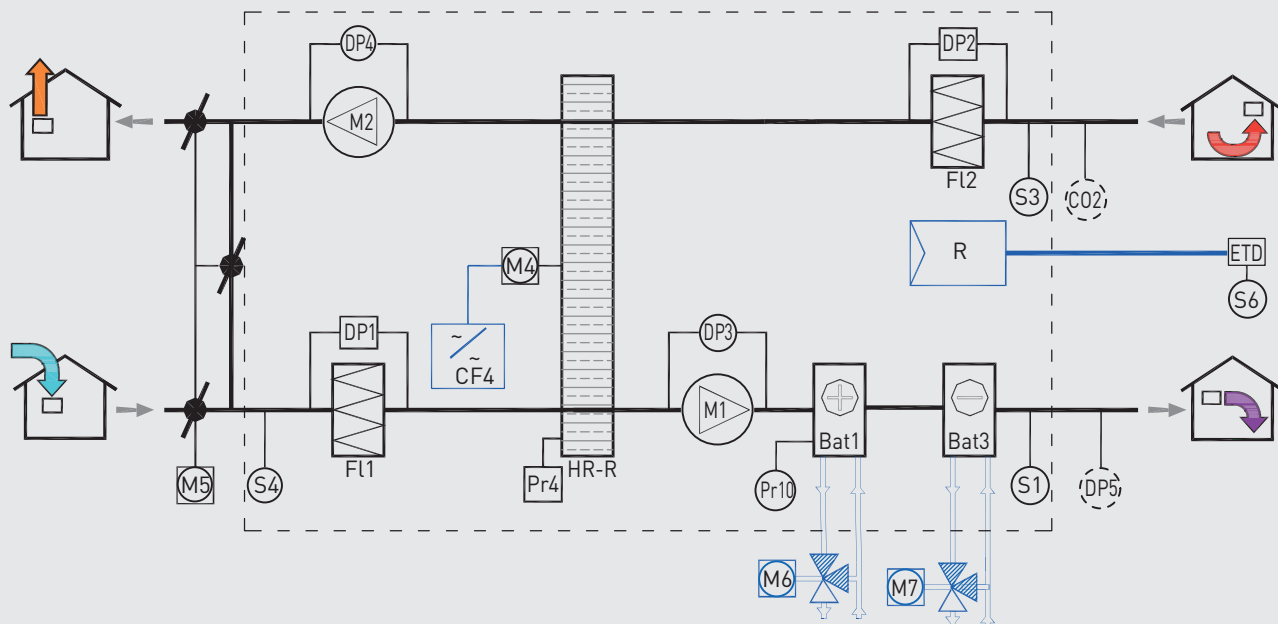 DP4
DP2
M2
Fl2
S3
CO2
R
ETD
S6
M4
~
~
CF4
DP1
DP3
M1
Fl1
HR-R
Bat1
Bat3
M5
S4
Pr4
Pr10
S1
DP5
M6
M7